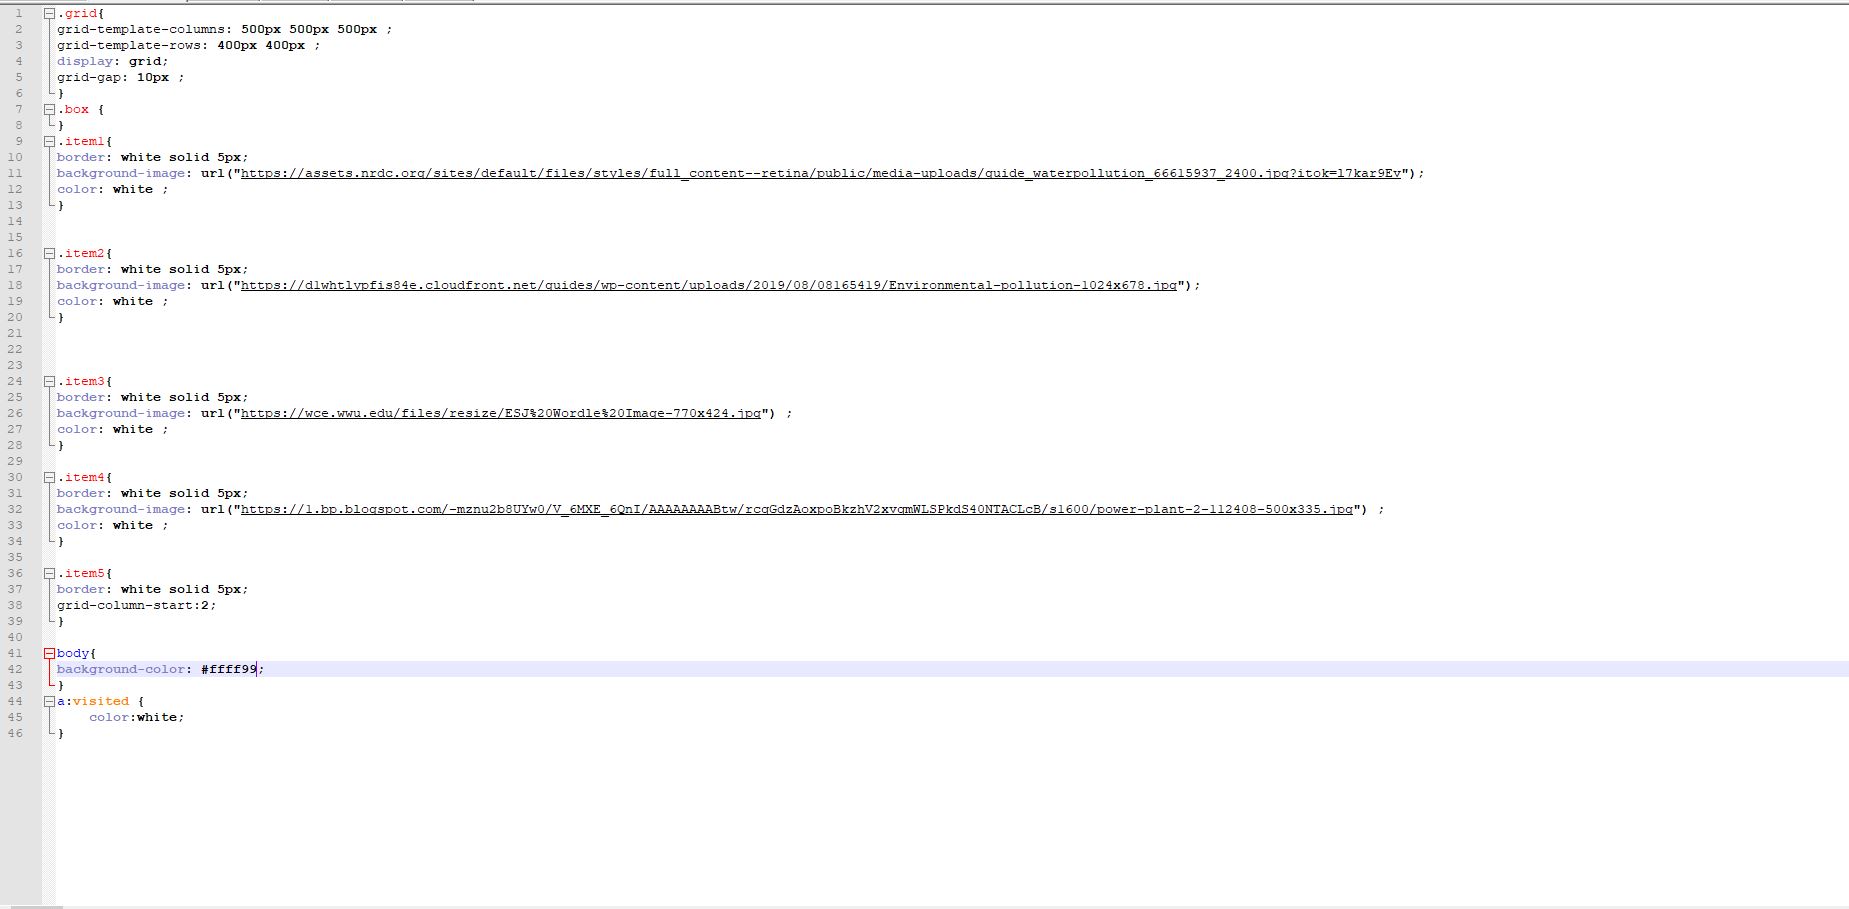 1 .grid{
2 grid-template-columns: 500px 500px 500px ;
3 grid-template-rows: 400px 400px ;
4 display: grid;
5 grid-gap: 10px ;
6 }
7 .box {
8 }
9 .item1{
10 border: white solid 5px;
11 background-image: url("https://assets.nrdc.org/sites/default/files/styles/full_content--retina/public/media-uploads/guide_waterpollution_66615937_2400.jpg?itok=l7kar9Ev");
12 color: white ;
13 }
14
15
16 .item2{
17 border: white solid 5px;
18 background-image: url("https://d1whtlypfis84e.cloudfront.net/guides/wp-content/uploads/2019/08/08165419/Environmental-pollution-1024x678.jpg");
19 color: white ;
20 }
21
22
23
24 .item3{
25 border: white solid 5px;
26 background-image: url("https://wce.wwu.edu/files/resize/ESJ%20Wordle%20Image-770x424.jpg") ;
27 color: white ;
28 }
29
30 .item4{
31 border: white solid 5px;
32 background-image: url("https://1.bp.blogspot.com/-mznu2b8UYw0/V_6MXE_6QnI/AAAAAAAABtw/rcgGdzAoxpoBkzhV2xvgmWLSPkdS40NTACLcB/s1600/power-plant-2-112408-500x335.jpg") ;
33 color: white ;
34 }
35
36 .item5{
37 border: white solid 5px;
38 grid-column-start:2;
39 }
40
41 body{
42 background-color: #ffff99;
43 }
44 a:visited {
45 color:white;
46 }